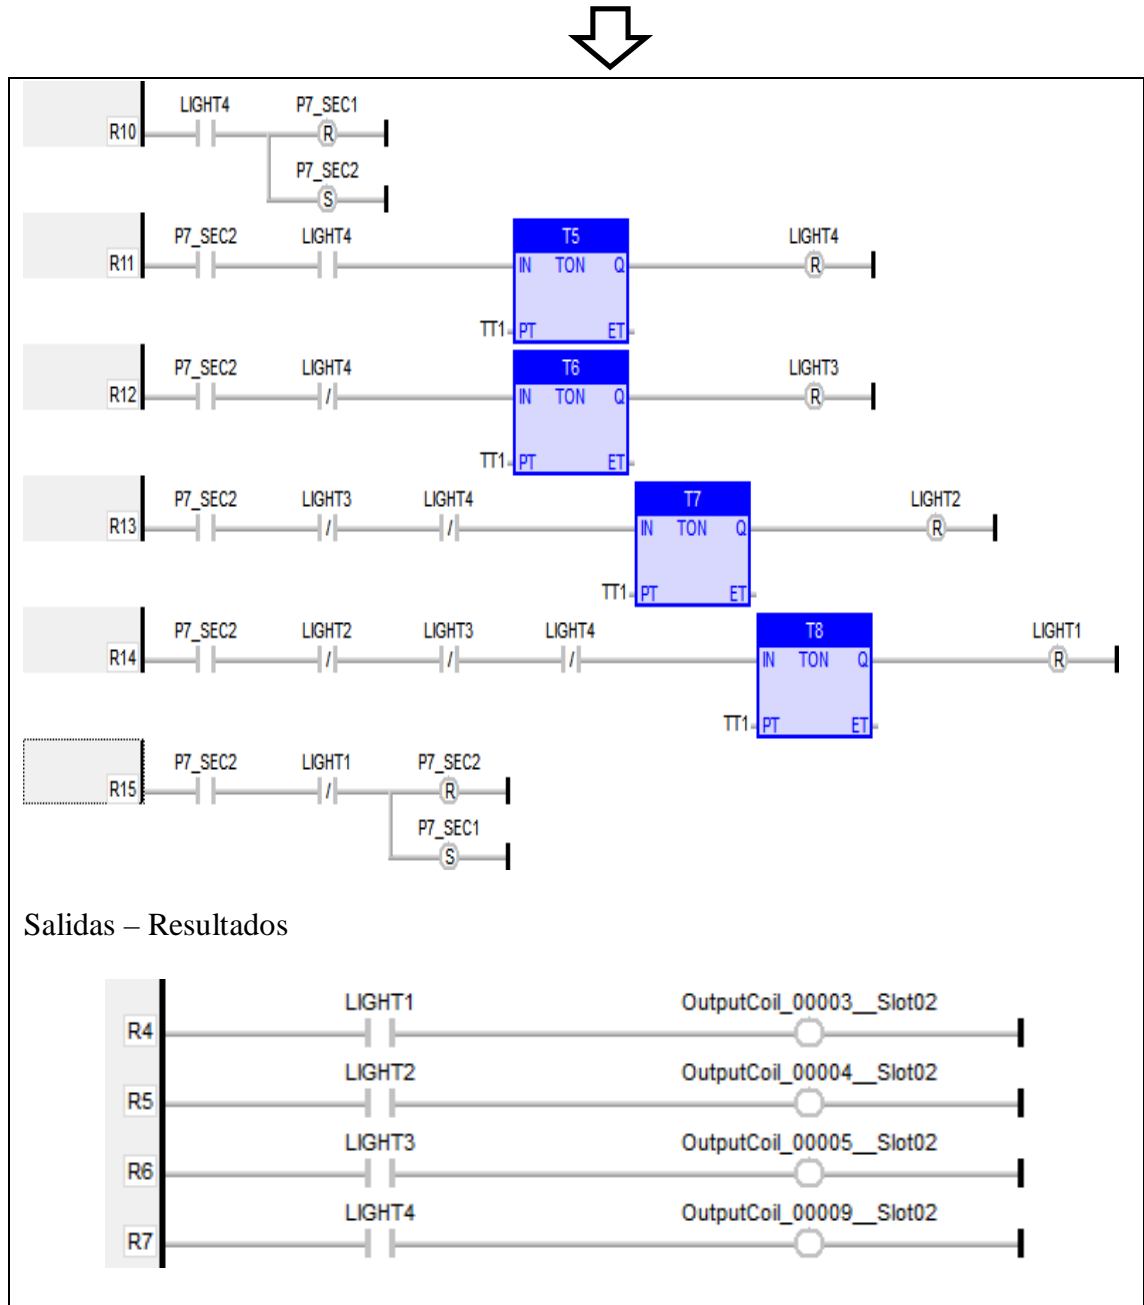 LIGHT4 P7_SEC1
R10 R
P7_SEC2
S
P7_SEC2 LIGHT4 T5 LIGHT4
R11 IN TON Q R
TT1 PT ET
P7_SEC2 LIGHT4 T6 LIGHT3
R12 / IN TON Q R
TT1 PT ET
P7_SEC2 LIGHT3 LIGHT4 T7 LIGHT2
R13 / / IN TON Q R
TT1 PT ET
P7_SEC2 LIGHT2 LIGHT3 LIGHT4 T8 LIGHT1
R14 / / / IN TON Q R
TT1 PT ET
P7_SEC2 LIGHT1 P7_SEC2
R15 / R
P7_SEC1
S
Salidas – Resultados
LIGHT1 OutputCoil_00003__Slot02
R4
LIGHT2 OutputCoil_00004__Slot02
R5
LIGHT3 OutputCoil_00005__Slot02
R6
LIGHT4 OutputCoil_00009__Slot02
R7